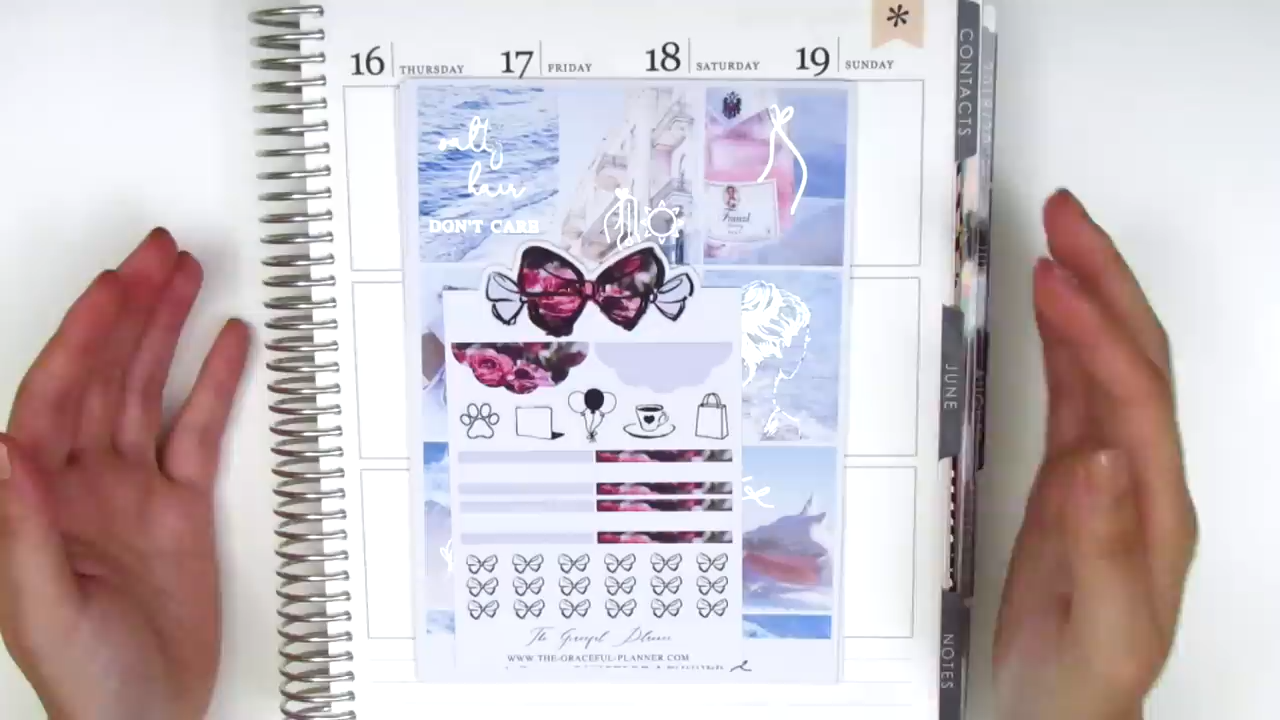 *
16 THURSDAY 17 FRIDAY 18 SATURDAY 19 SUNDAY
CONTACTS
salty
hair
DON'T CARE
JUNE
The Graceful Planner
WWW.THE-GRACEFUL-PLANNER.COM
NOTES